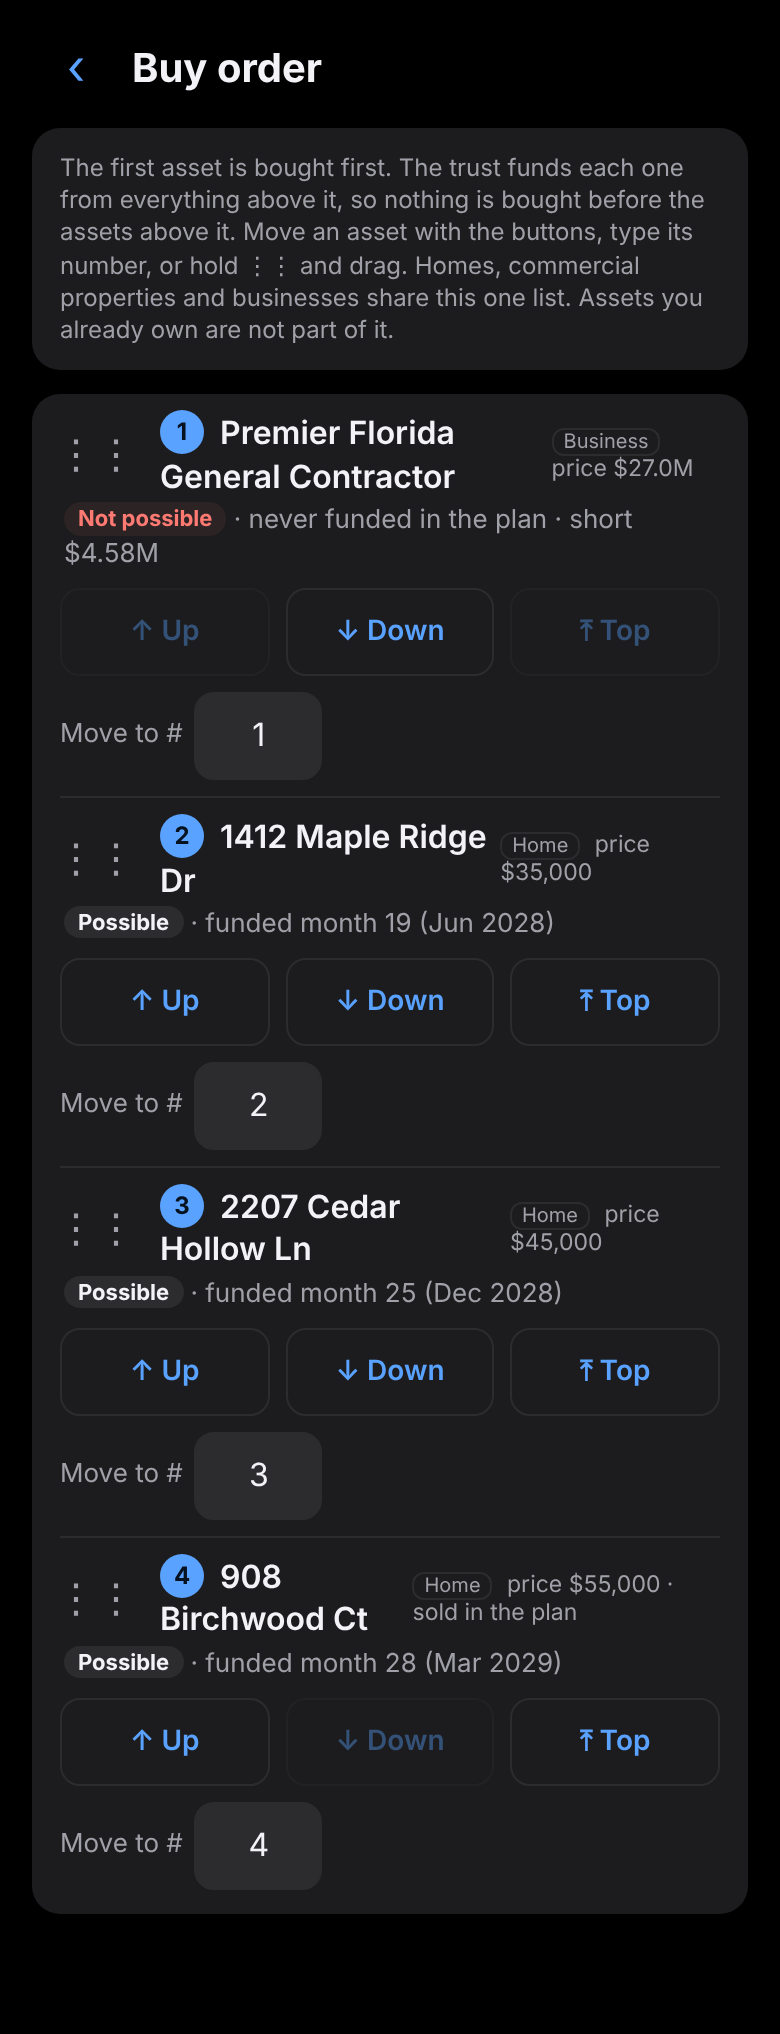 ‹ Buy order
The first asset is bought first. The trust funds each one
from everything above it, so nothing is bought before the
assets above it. Move an asset with the buttons, type its
number, or hold ⋮⋮ and drag. Homes, commercial
properties and businesses share this one list. Assets you
already own are not part of it.
⋮⋮ 1 Premier Florida
General Contractor
Business
price $27.0M
Not possible · never funded in the plan · short
$4.58M
↑ Up ↓ Down ⤒ Top
Move to # 1
⋮⋮ 2 1412 Maple Ridge
Dr
Home price
$35,000
Possible · funded month 19 (Jun 2028)
↑ Up ↓ Down ⤒ Top
Move to # 2
⋮⋮ 3 2207 Cedar
Hollow Ln
Home price
$45,000
Possible · funded month 25 (Dec 2028)
↑ Up ↓ Down ⤒ Top
Move to # 3
⋮⋮ 4 908
Birchwood Ct
Home price $55,000 ·
sold in the plan
Possible · funded month 28 (Mar 2029)
↑ Up ↓ Down ⤒ Top
Move to # 4